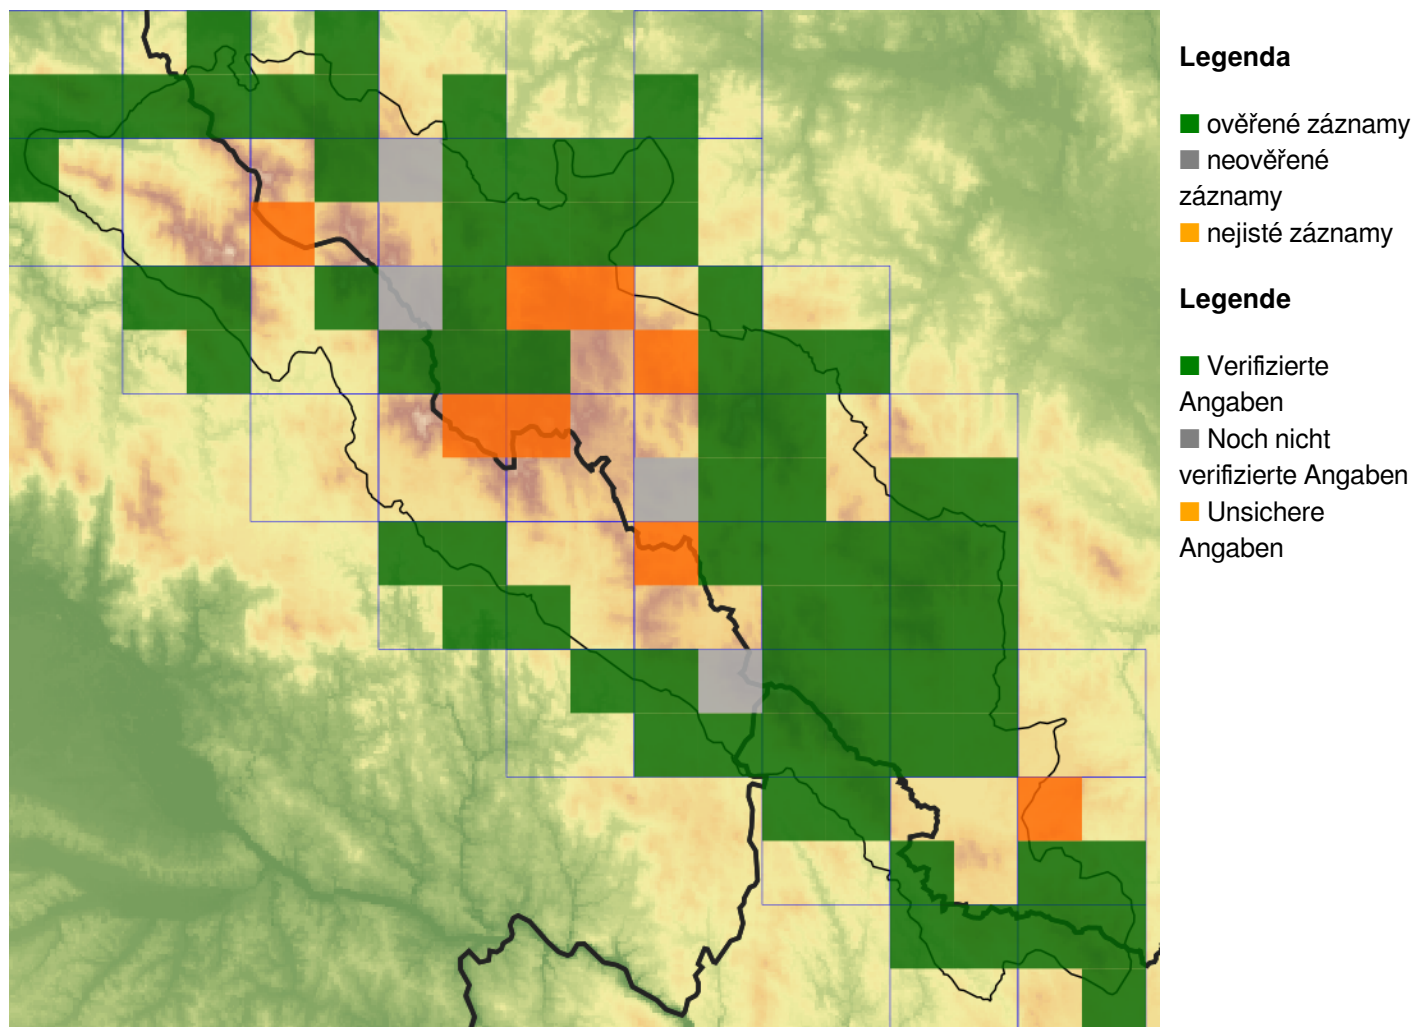 Legenda
ověřené záznamy
neověřené
záznamy
nejisté záznamy
Legende
Verifizierte
Angaben
Noch nicht
verifizierte Angaben
Unsichere
Angaben